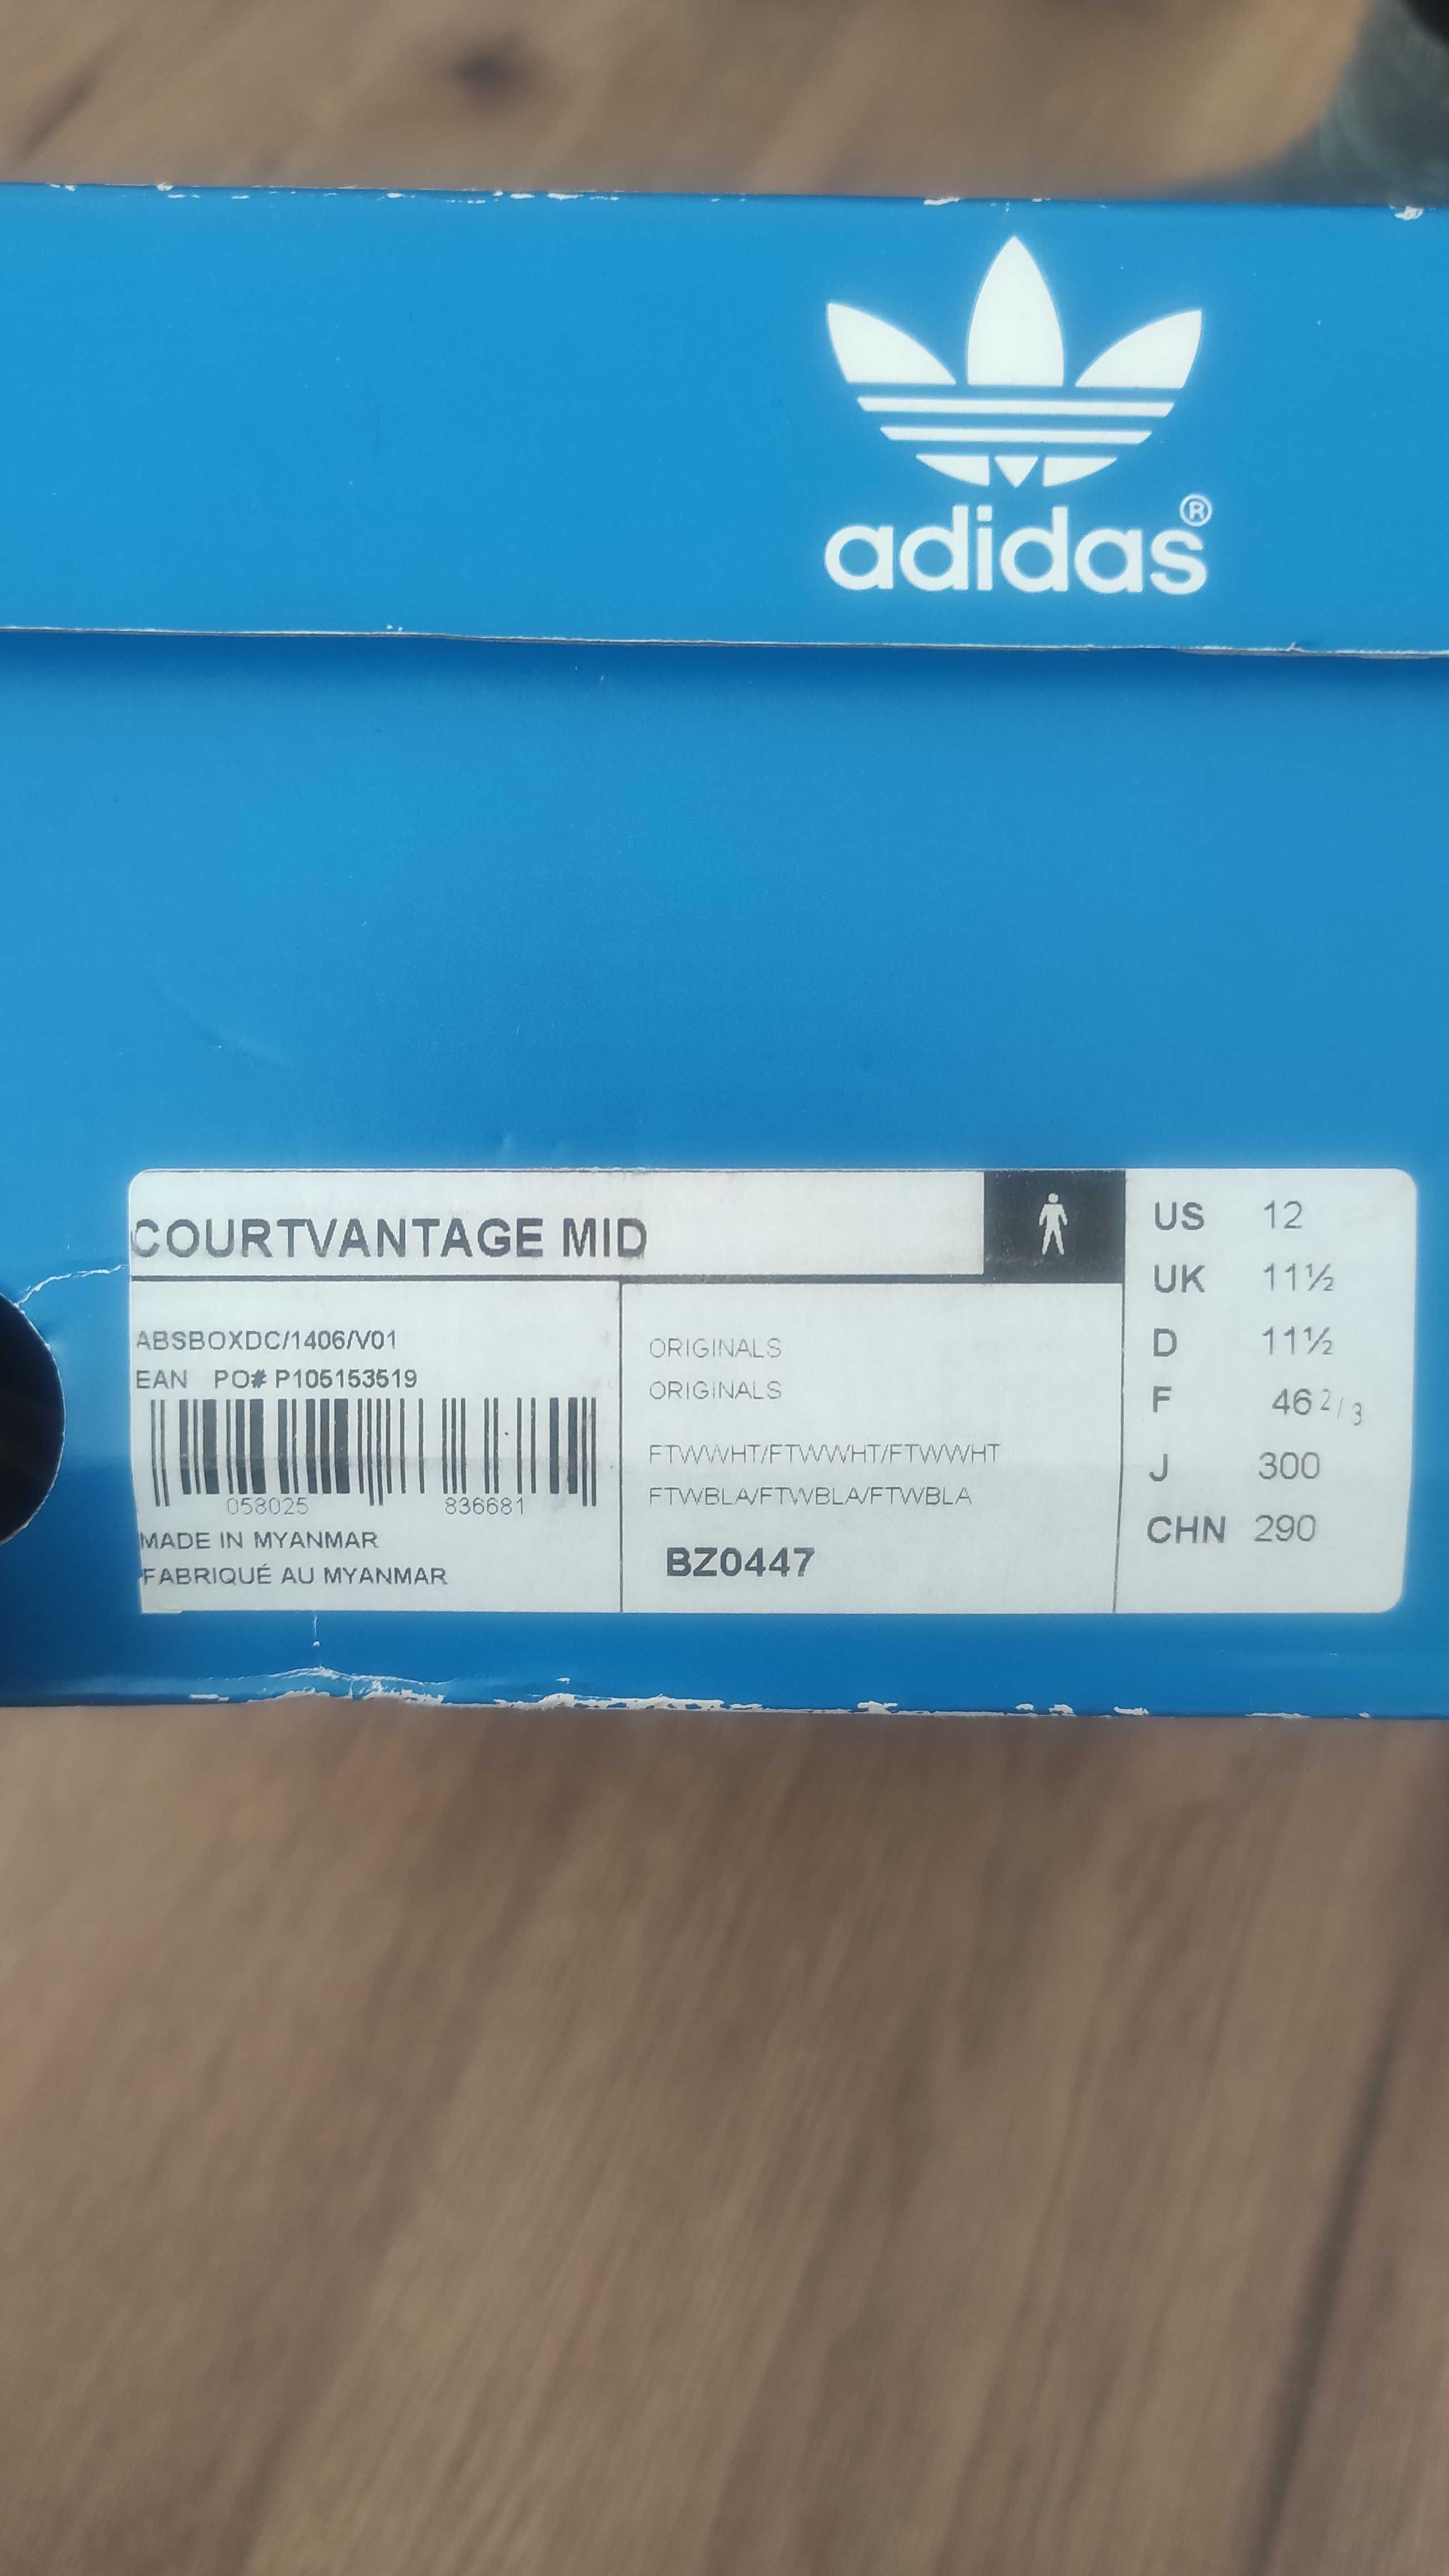 adidas®
COURTVANTAGE MID
ABSBOXDC/1406/V01
EAN PO# P105153519
058025 836681
MADE IN MYANMAR
FABRIQUÉ AU MYANMAR
ORIGINALS
ORIGINALS
FTWWHT/FTWWHT/FTWWHT
FTWBLA/FTWBLA/FTWBLA
BZ0447
US 12
UK 11½
D 11½
F 46 2/3
J 300
CHN 290